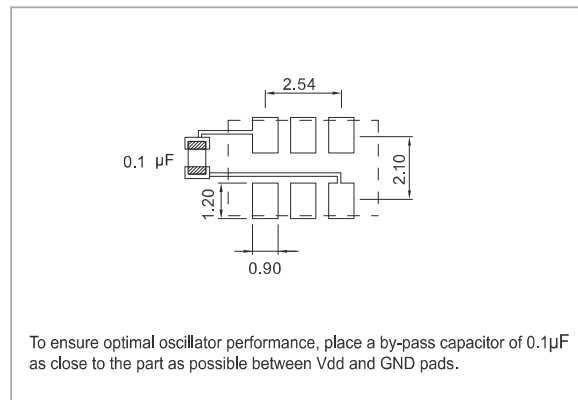 2.54
0.1 µF
2.10
1.20
0.90
To ensure optimal oscillator performance, place a by-pass capacitor of 0.1µF
as close to the part as possible between Vdd and GND pads.